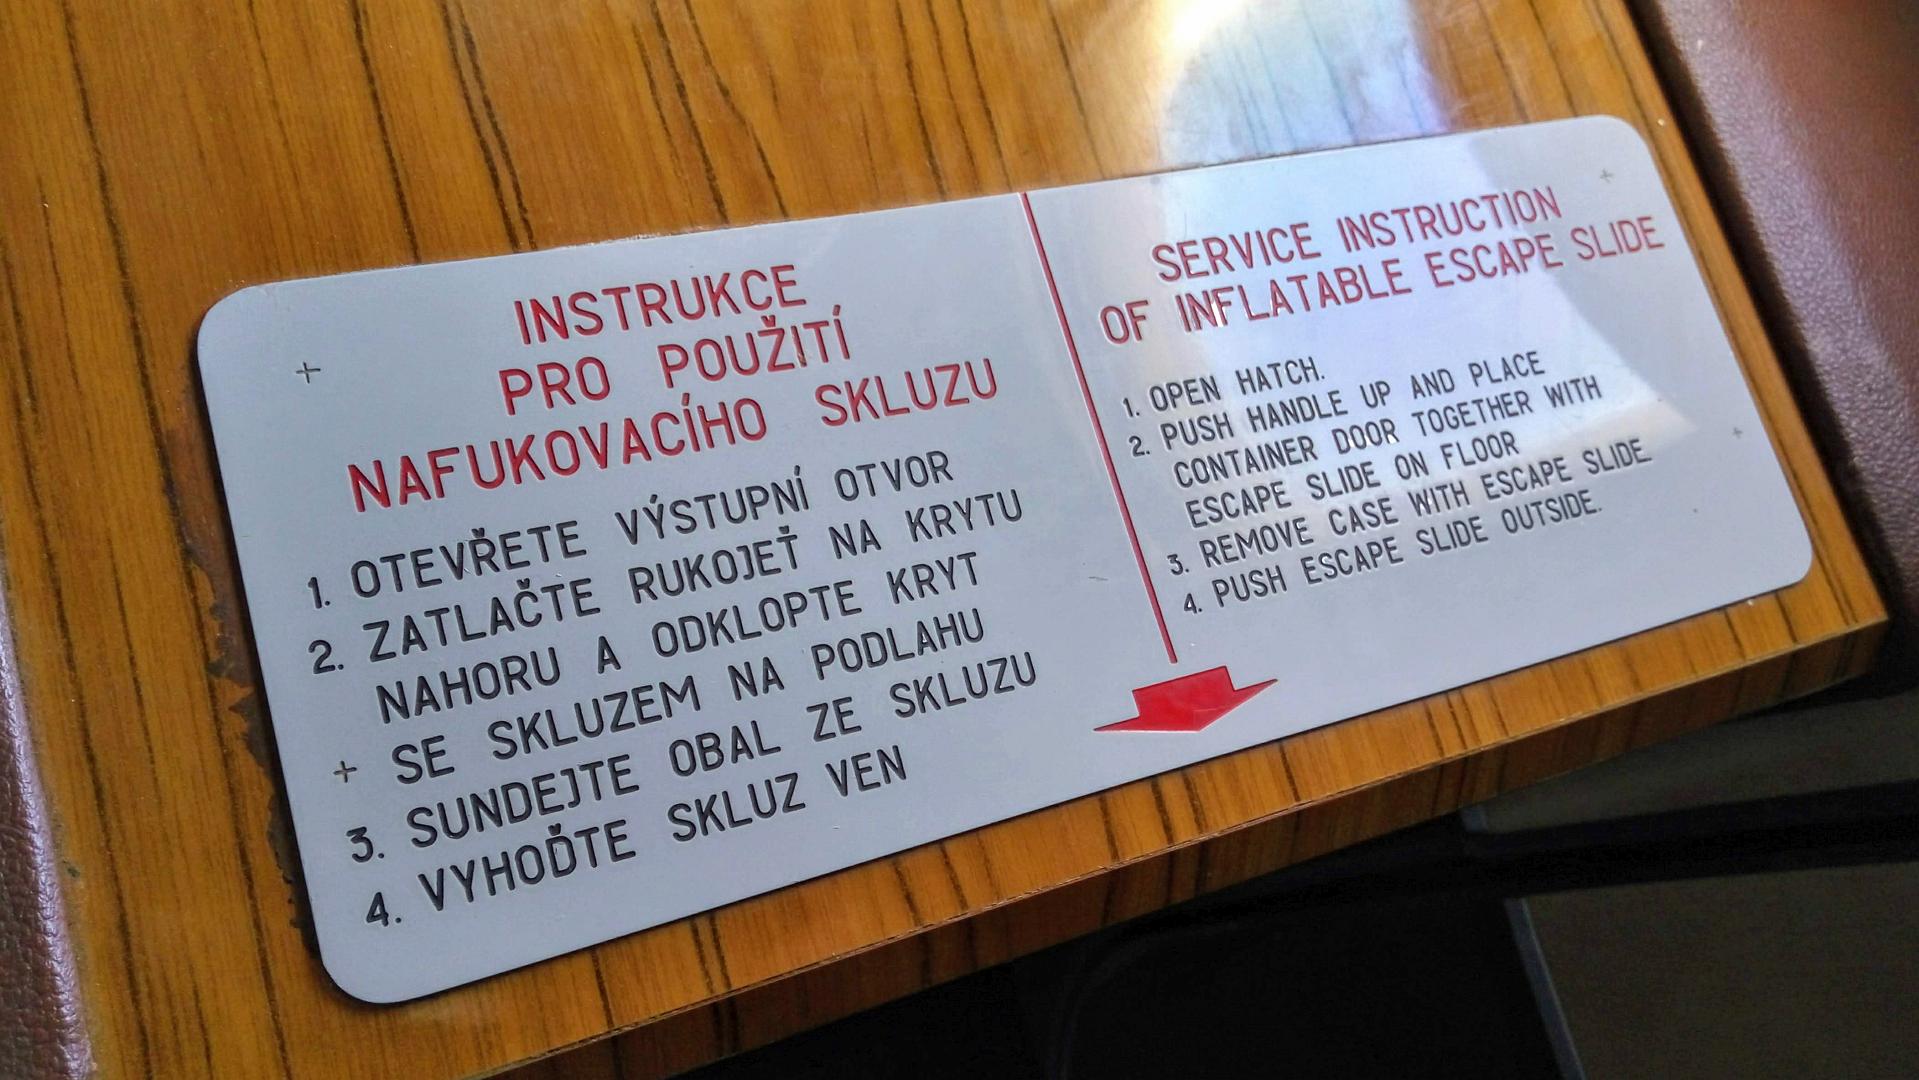 INSTRUKCE
PRO POUŽITÍ
NAFUKOVACÍHO SKLUZU
1. OTEVŘETE VÝSTUPNÍ OTVOR
2. ZATLAČTE RUKOJEŤ NA KRYTU
NAHORU A ODKLOPTE KRYT
SE SKLUZEM NA PODLAHU
3. SUNDEJTE OBAL ZE SKLUZU
4. VYHOĎTE SKLUZ VEN
SERVICE INSTRUCTION
OF INFLATABLE ESCAPE SLIDE
1. OPEN HATCH.
2. PUSH HANDLE UP AND PLACE
CONTAINER DOOR TOGETHER WITH
ESCAPE SLIDE ON FLOOR
3. REMOVE CASE WITH ESCAPE SLIDE.
4. PUSH ESCAPE SLIDE OUTSIDE.